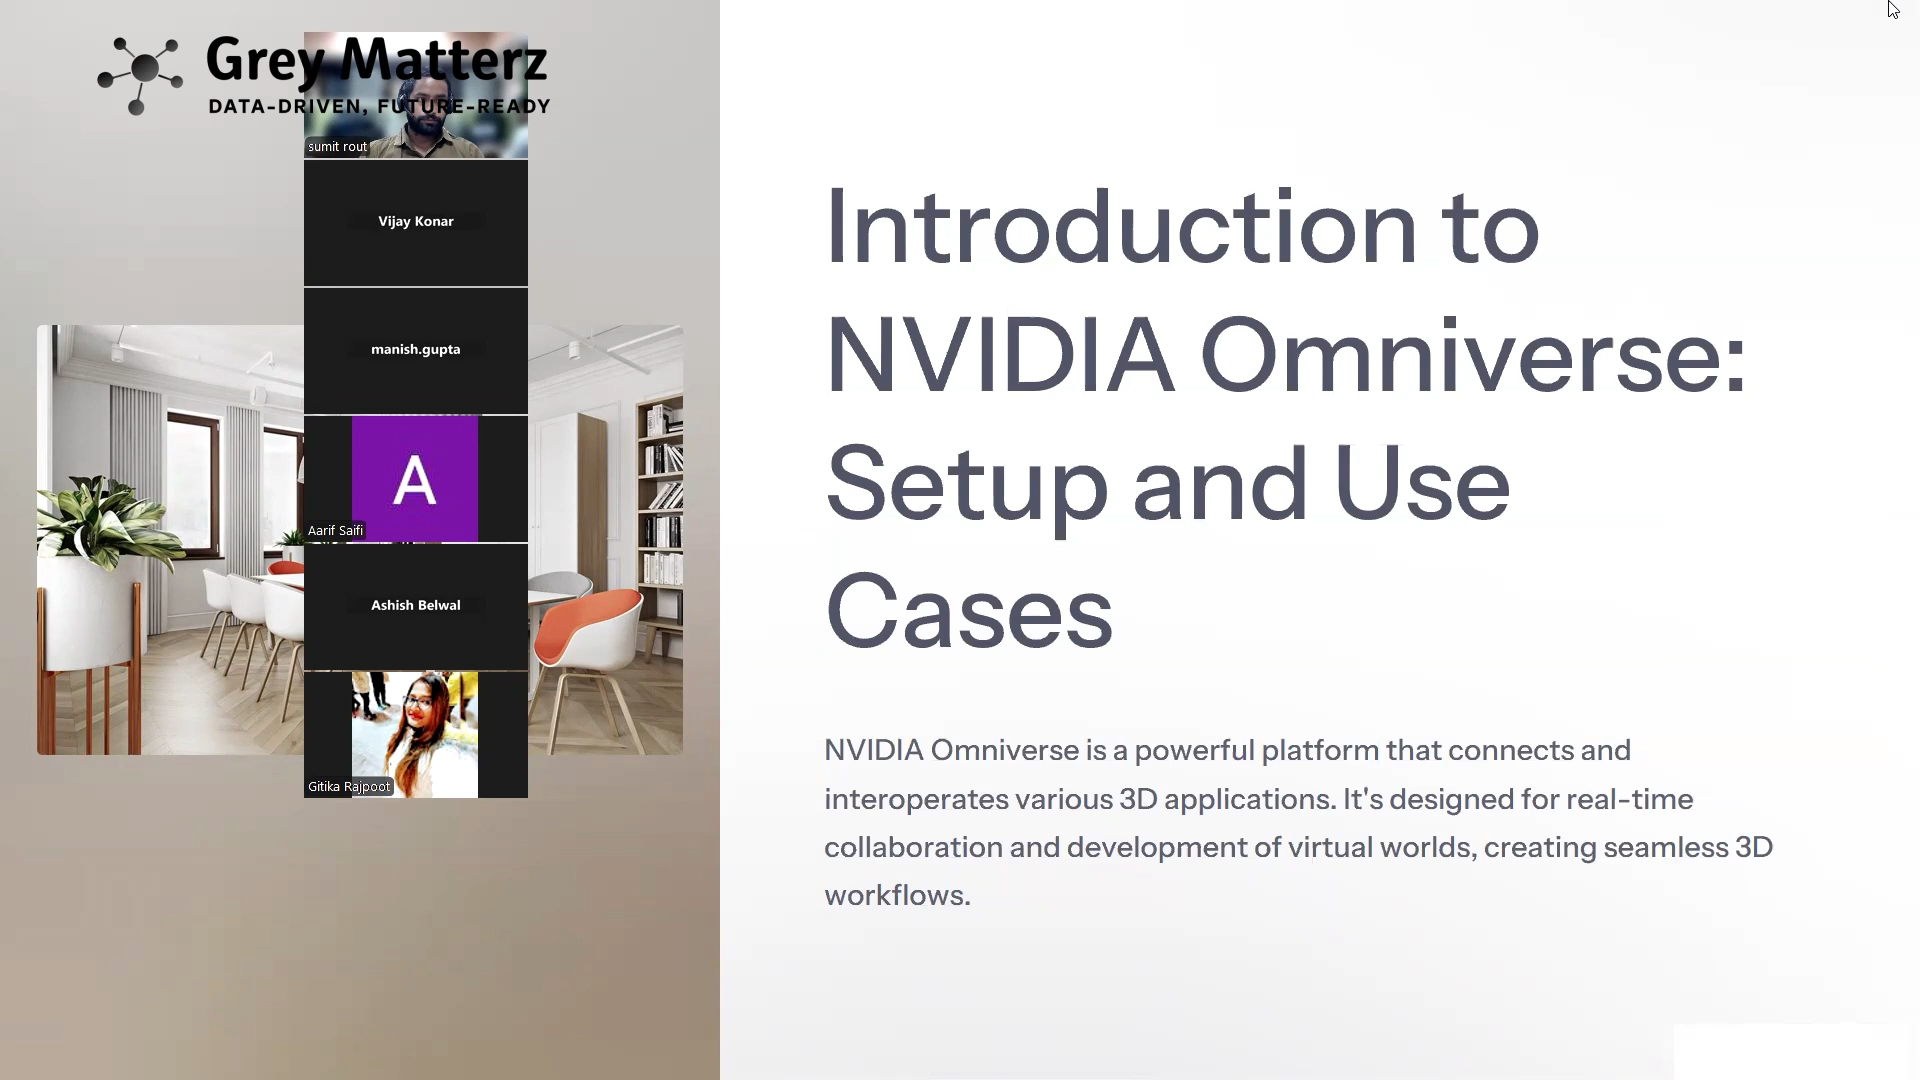 Grey Matterz
DATA-DRIVEN, FUTURE-READY
sumit rout
Vijay Konar
manish.gupta
A
Aarif Saifi
Ashish Belwal
Gitika Rajpoot
Introduction to
NVIDIA Omniverse:
Setup and Use
Cases
NVIDIA Omniverse is a powerful platform that connects and
interoperates various 3D applications. It's designed for real-time
collaboration and development of virtual worlds, creating seamless 3D
workflows.